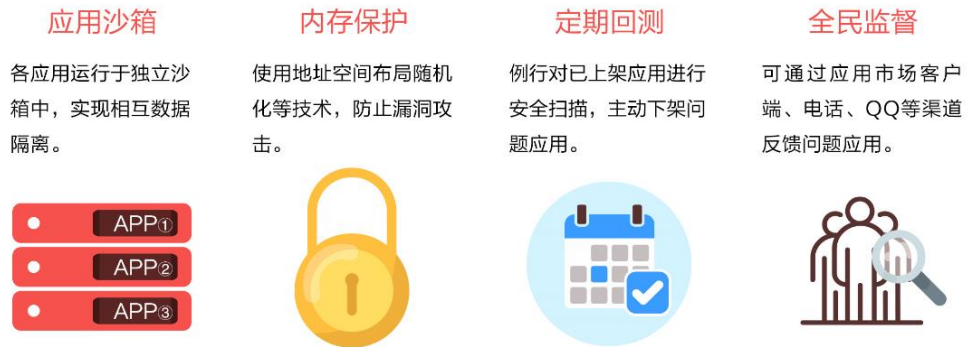 应用沙箱
各应用运行于独立沙
箱中，实现相互数据
隔离。
APP①
APP②
APP③
内存保护
使用地址空间布局随机
化等技术，防止漏洞攻
击。
定期回测
例行对已上架应用进行
安全扫描，主动下架问
题应用。
全民监督
可通过应用市场客户
端、电话、QQ等渠道
反馈问题应用。